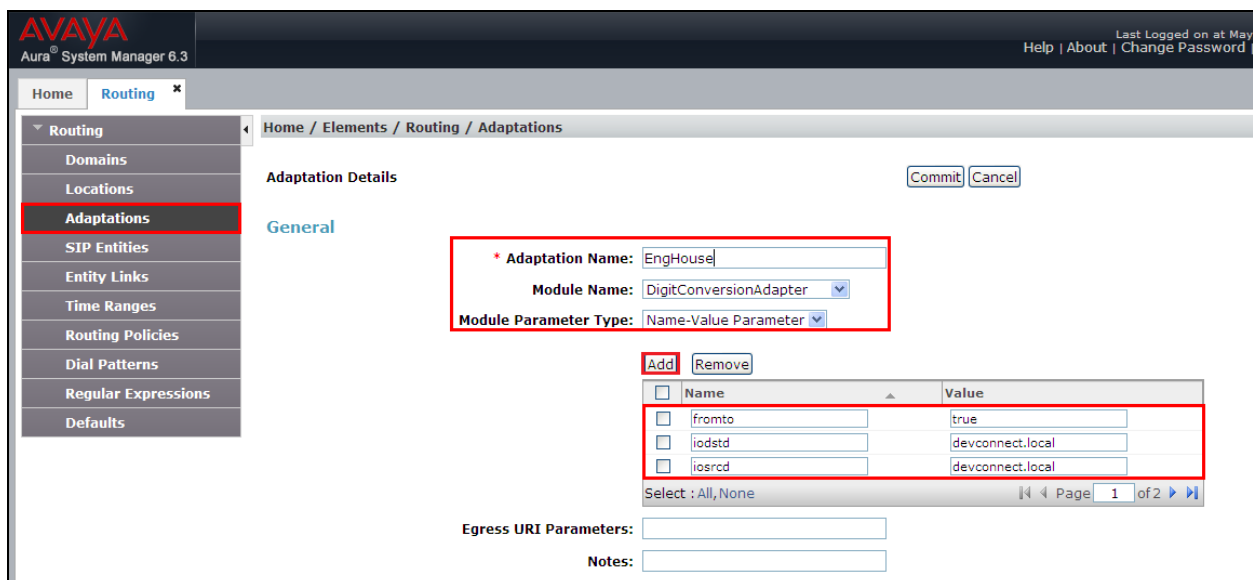 AVAYA
Aura® System Manager 6.3
Last Logged on at May
Help | About | Change Password |
Home
Routing ×
Routing
Domains
Locations
Adaptations
SIP Entities
Entity Links
Time Ranges
Routing Policies
Dial Patterns
Regular Expressions
Defaults
Home / Elements / Routing / Adaptations
Adaptation Details
Commit Cancel
General
* Adaptation Name: EngHouse
Module Name: DigitConversionAdapter
Module Parameter Type: Name-Value Parameter
Add Remove
Name Value
fromto true
iodstd devconnect.local
iosrcd devconnect.local
Select : All, None
Page 1 of 2
Egress URI Parameters:
Notes: